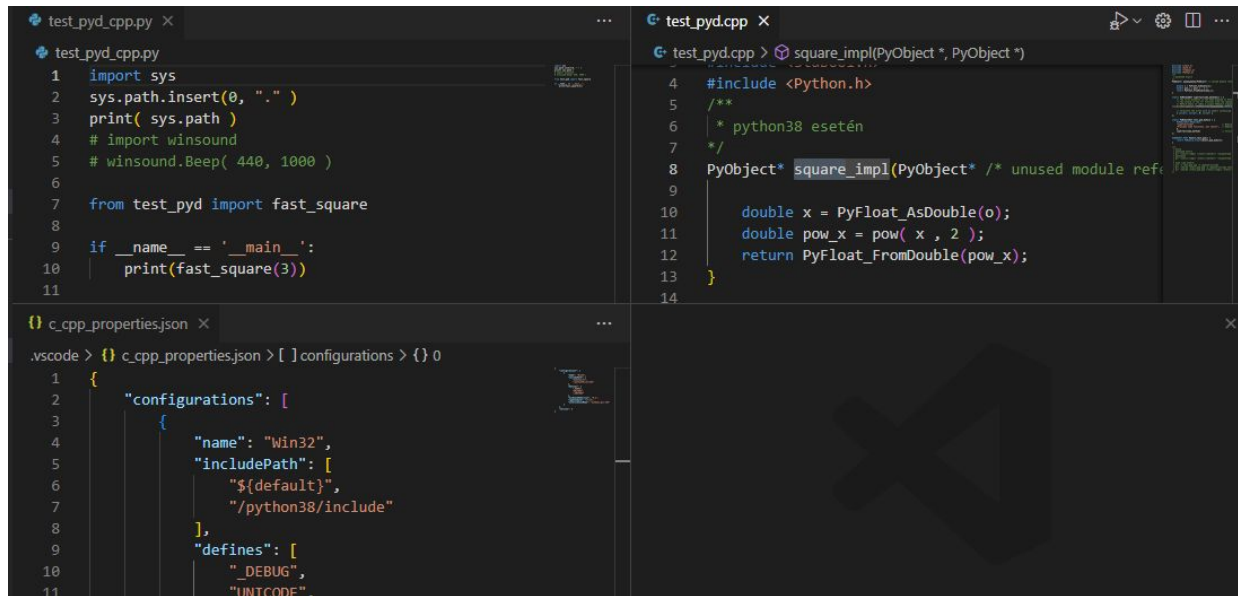 test_pyd_cpp.py
test_pyd_cpp.py
1 import sys
2 sys.path.insert(0, "." )
3 print( sys.path )
4 # import winsound
5 # winsound.Beep( 440, 1000 )
6
7 from test_pyd import fast_square
8
9 if __name__ == '__main__':
10 print(fast_square(3))
11
test_pyd.cpp
test_pyd.cpp > square_impl(PyObject *, PyObject *)
4 #include <Python.h>
5 /**
6 * python38 esetén
7 */
8 PyObject* square_impl(PyObject* /* unused module refe
9
10 double x = PyFloat_AsDouble(o);
11 double pow_x = pow( x , 2 );
12 return PyFloat_FromDouble(pow_x);
13 }
14
c_cpp_properties.json
.vscode > {} c_cpp_properties.json > [ ] configurations > {} 0
1 {
2 "configurations": [
3 {
4 "name": "Win32",
5 "includePath": [
6 "${default}",
7 "/python38/include"
8 ],
9 "defines": [
10 "_DEBUG",
11 "UNICODE",